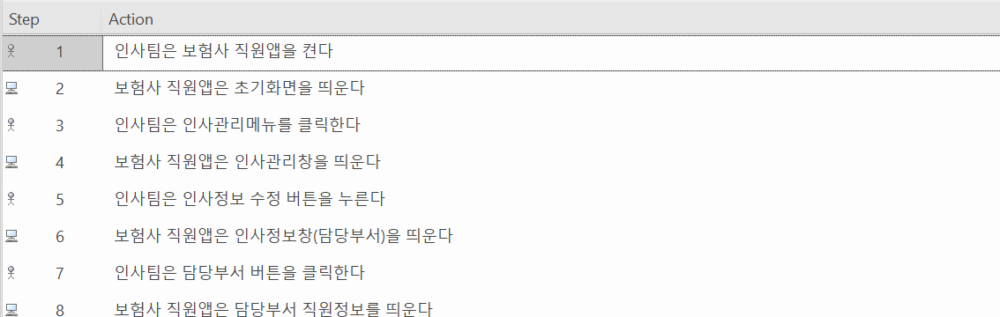 Step Action
1 인사팀은 보험사 직원앱을 켠다
2 보험사 직원앱은 초기화면을 띄운다
3 인사팀은 인사관리메뉴를 클릭한다
4 보험사 직원앱은 인사관리창을 띄운다
5 인사팀은 인사정보 수정 버튼을 누른다
6 보험사 직원앱은 인사정보창(담당부서)을 띄운다
7 인사팀은 담당부서 버튼을 클릭한다
8 보험사 직원앱은 담당부서 직원정보를 띄운다